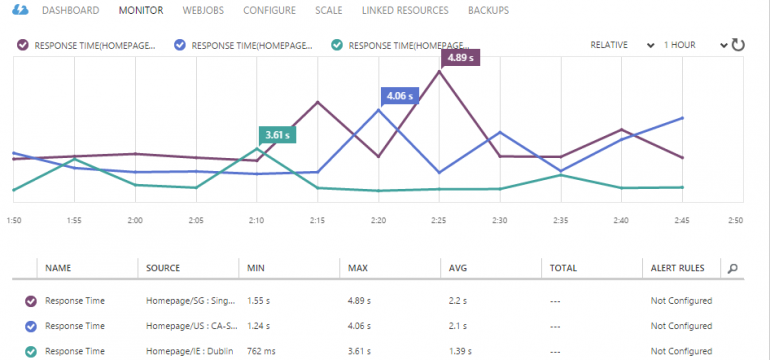 DASHBOARD MONITOR WEBJOBS CONFIGURE SCALE LINKED RESOURCES BACKUPS
RESPONSE TIME(HOMEPAGE... RESPONSE TIME(HOMEPAGE... RESPONSE TIME(HOMEPAGE... RELATIVE 1 HOUR
4.89 s
4.06 s
3.61 s
1:50 1:55 2:00 2:05 2:10 2:15 2:20 2:25 2:30 2:35 2:40 2:45 2:50
NAME SOURCE MIN MAX AVG TOTAL ALERT RULES
Response Time Homepage/SG : Sing... 1.55 s 4.89 s 2.2 s --- Not Configured
Response Time Homepage/US : CA-S... 1.24 s 4.06 s 2.1 s --- Not Configured
Response Time Homepage/IE : Dublin 762 ms 3.61 s 1.39 s --- Not Configured